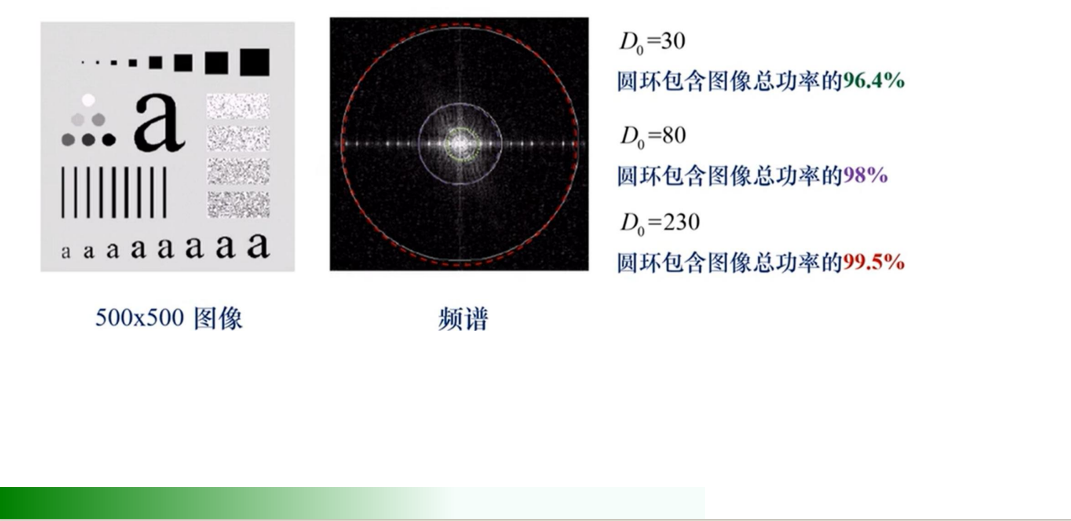 a
a a a a a a a a
500x500 图像
频谱
D₀=30
圆环包含图像总功率的96.4%
D₀=80
圆环包含图像总功率的98%
D₀=230
圆环包含图像总功率的99.5%